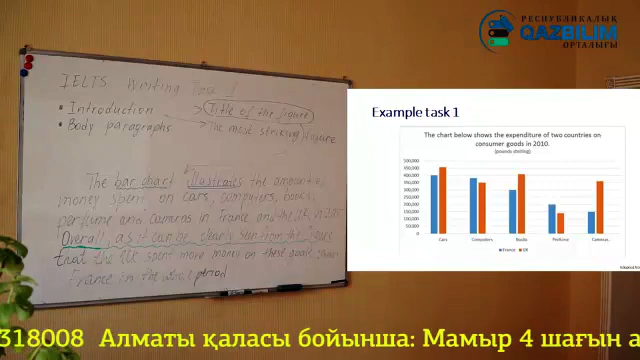 РЕСПУБЛИКАЛЫҚ
QAZBILIM
ОРТАЛЫҒЫ
IELTS Writing Task 1
• Introduction > Title of the figure
• Body paragraphs > The most striking figure
The bar chart illustrates the amount of
money spent on cars, computers, books,
perfume and cameras in France and the UK in 2010.
Overall, as it can be clearly seen from the figure
that the UK spent more money on these goods than
France in the whole period
Example task 1
The chart below shows the expenditure of two countries on
consumer goods in 2010.
(pounds sterling)
500,000
450,000
400,000
350,000
300,000
250,000
200,000
150,000
100,000
50,000
0
Cars Computers Books Perfume Cameras
France UK
318008 Алматы қаласы бойынша: Мамыр 4 шағын а